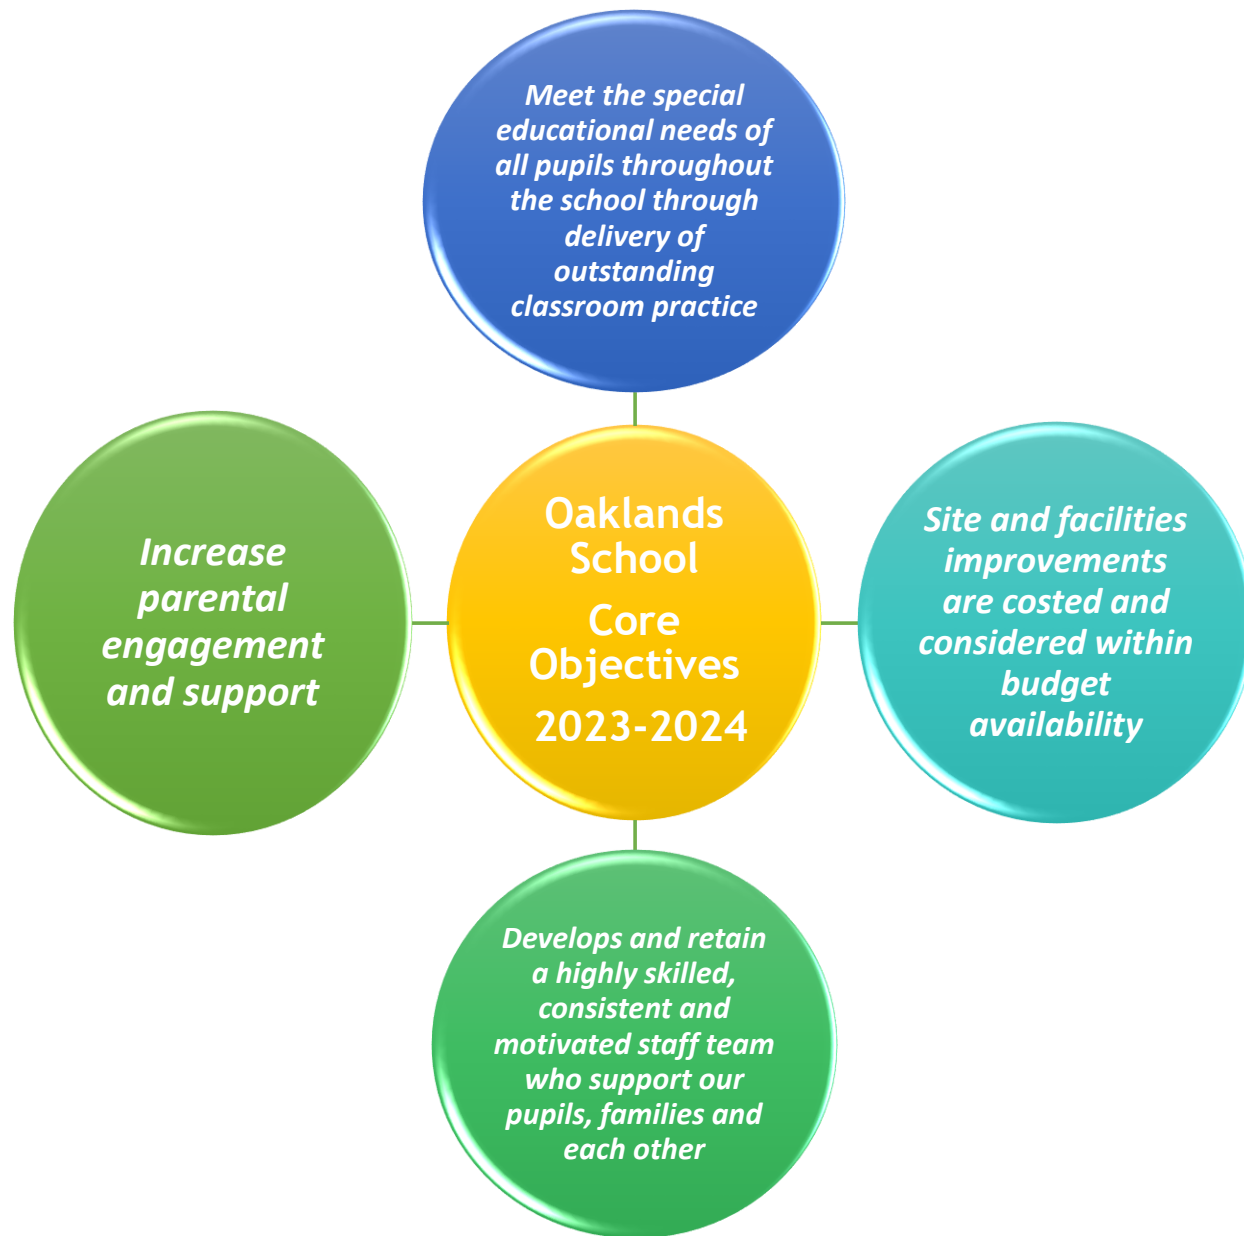 Meet the special
educational needs of
all pupils throughout
the school through
delivery of
outstanding
classroom practice
Increase
parental
engagement
and support
Oaklands
School
Core
Objectives
2023-2024
Site and facilities
improvements
are costed and
considered within
budget
availability
Develops and retain
a highly skilled,
consistent and
motivated staff team
who support our
pupils, families and
each other